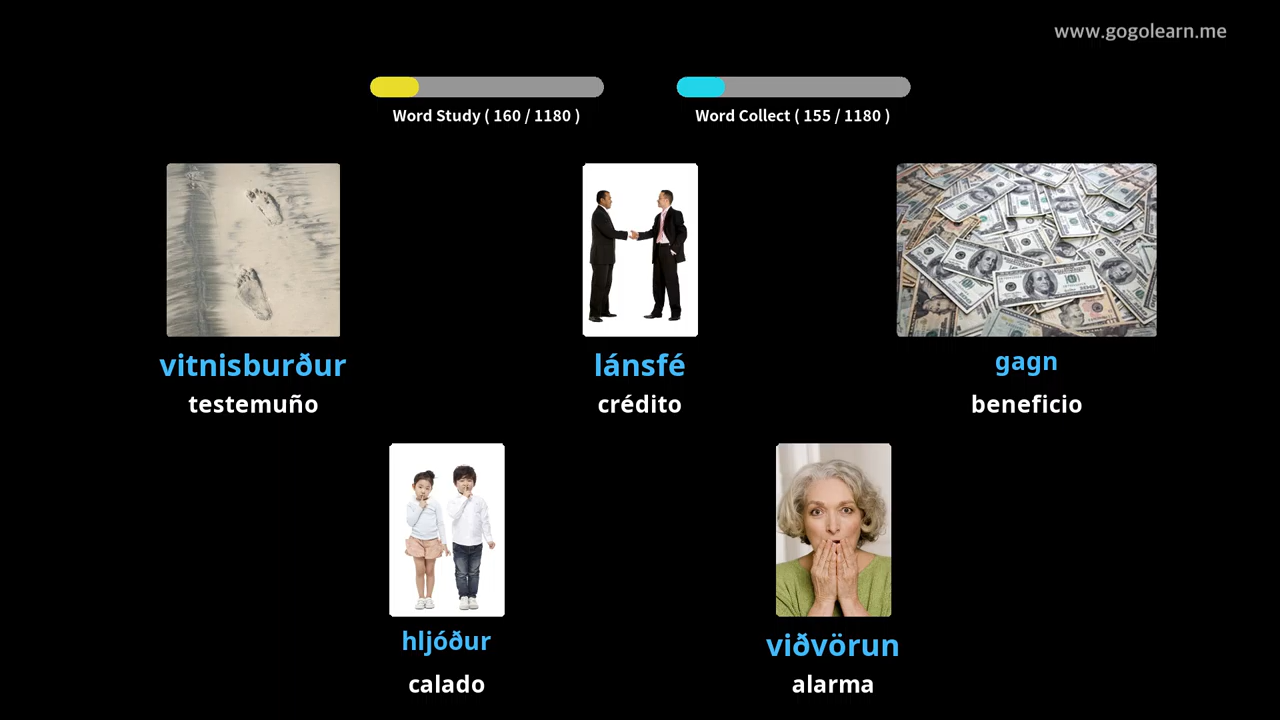 www.gogolearn.me
Word Study ( 160 / 1180 )
Word Collect ( 155 / 1180 )
vitnisburður
testemuño
lánsfé
crédito
gagn
beneficio
hljóður
calado
viðvörun
alarma